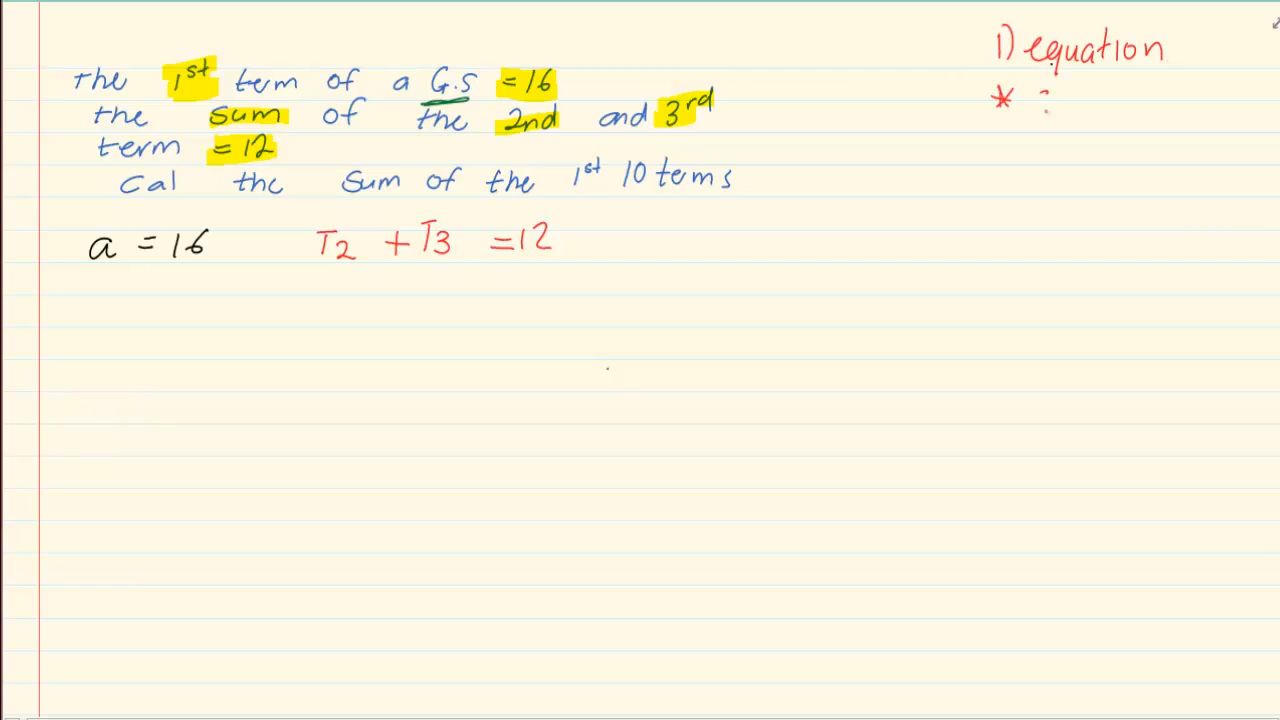 The 1st term of a G.S = 16
the sum of the 2nd and 3rd
term = 12
Cal the Sum of the 1st 10 terms
a = 16 T2 + T3 = 12
1) equation
*